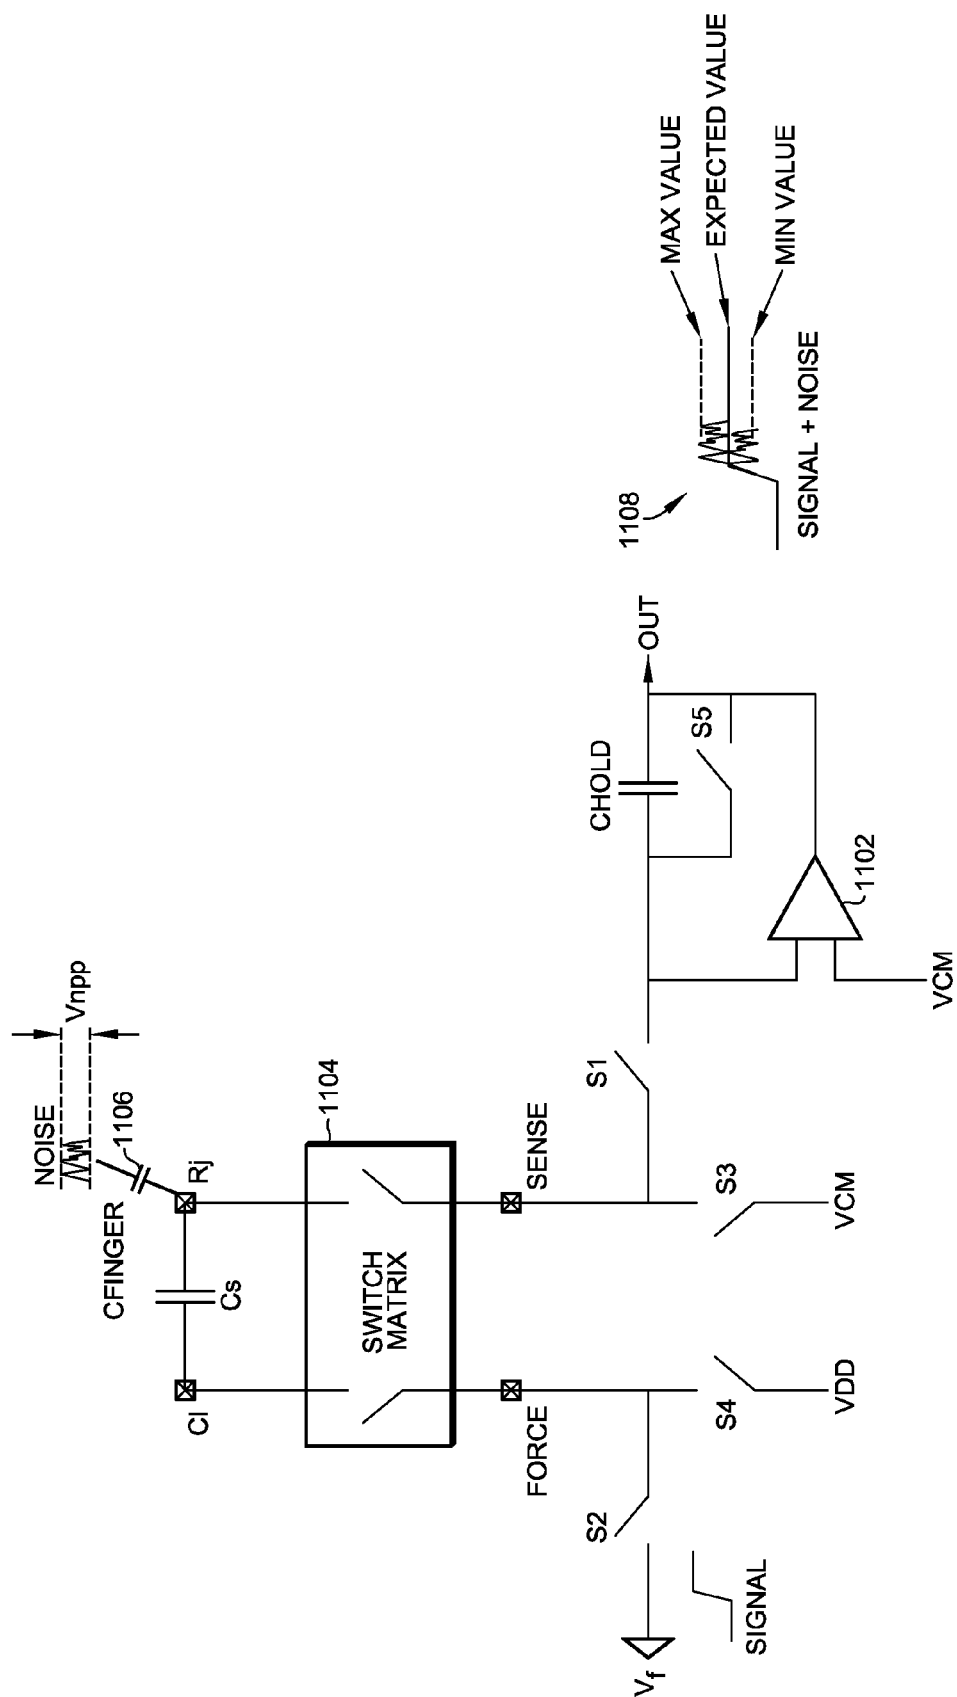 NOISE
Vnpp
1106
CFINGER
Rj
Cs
CI
1104
SWITCH
MATRIX
SENSE
FORCE
S1
S2
S3
S4
VCM
VDD
Vf
SIGNAL
CHOLD
S5
OUT
1102
VCM
1108
MAX VALUE
EXPECTED VALUE
MIN VALUE
SIGNAL + NOISE